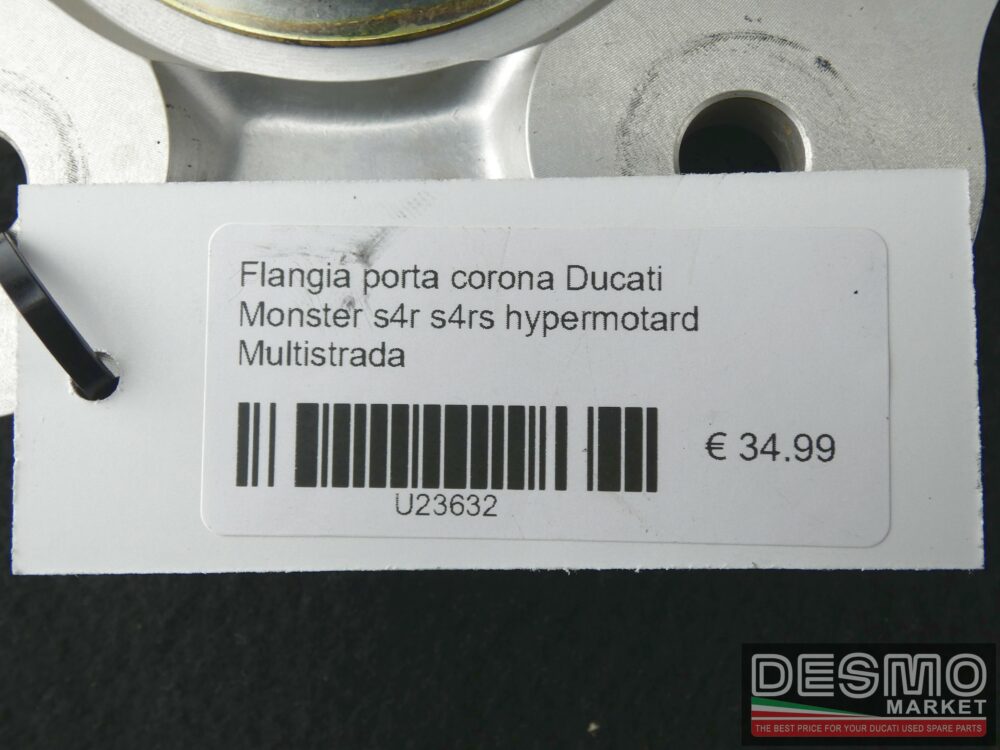 Flangia porta corona Ducati
Monster s4r s4rs hypermotard
Multistrada
€ 34.99
U23632
DESMO
MARKET
THE BEST PRICE FOR YOUR DUCATI USED SPARE PARTS